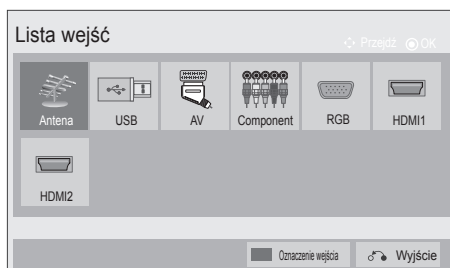 Lista wejść
Przejdź OK
Antena USB AV Component RGB HDMI1
HDMI2
Oznaczenie wejścia Wyjście